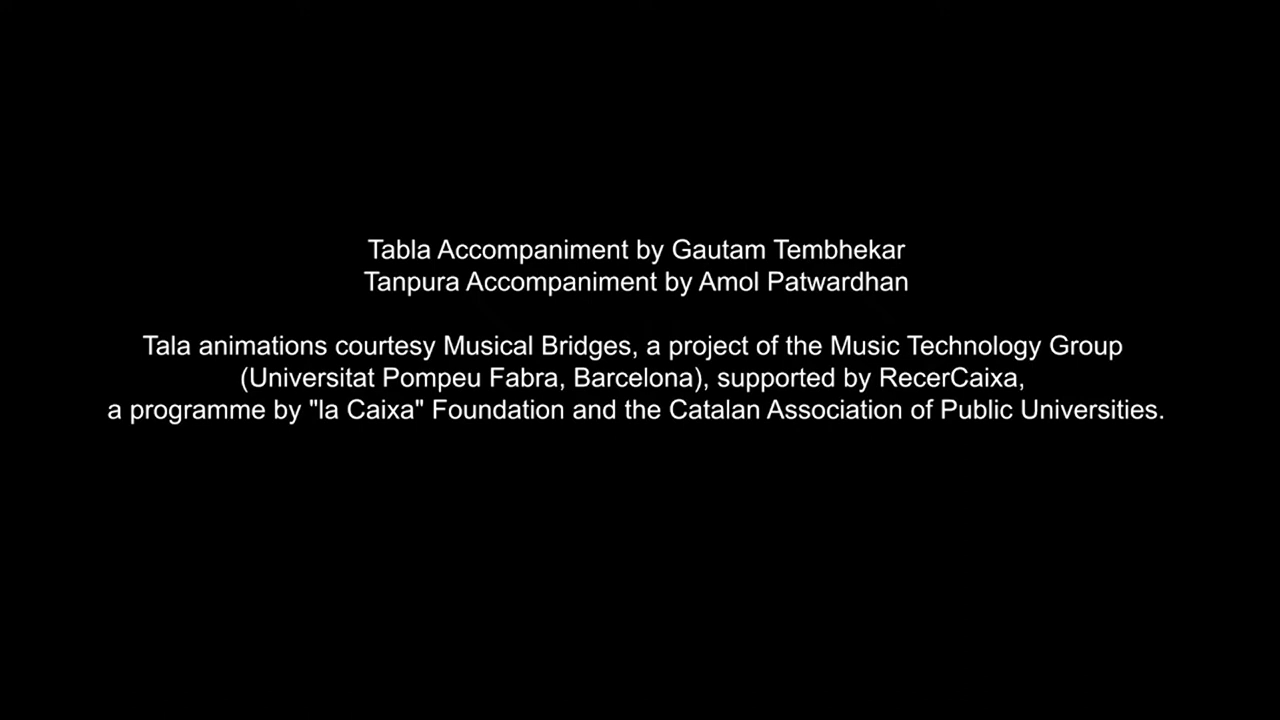 Tabla Accompaniment by Gautam Tembhekar
Tanpura Accompaniment by Amol Patwardhan
Tala animations courtesy Musical Bridges, a project of the Music Technology Group
(Universitat Pompeu Fabra, Barcelona), supported by RecerCaixa,
a programme by "la Caixa" Foundation and the Catalan Association of Public Universities.